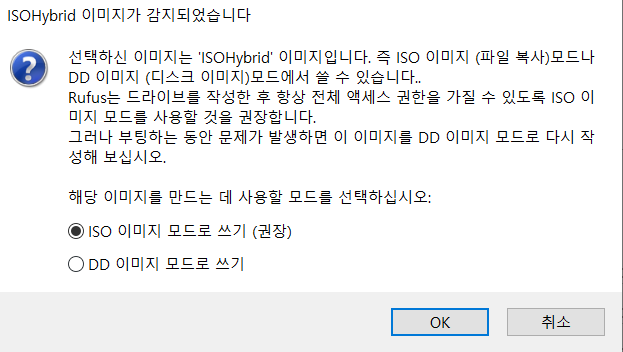 ISOHybrid 이미지가 감지되었습니다
선택하신 이미지는 'ISOHybrid' 이미지입니다. 즉 ISO 이미지 (파일 복사)모드나
DD 이미지 (디스크 이미지)모드에서 쓸 수 있습니다..
Rufus는 드라이브를 작성한 후 항상 전체 액세스 권한을 가질 수 있도록 ISO 이
미지 모드를 사용할 것을 권장합니다.
그러나 부팅하는 동안 문제가 발생하면 이 이미지를 DD 이미지 모드로 다시 작
성해 보십시오.
해당 이미지를 만드는 데 사용할 모드를 선택하십시오:
ISO 이미지 모드로 쓰기 (권장)
DD 이미지 모드로 쓰기
OK
취소